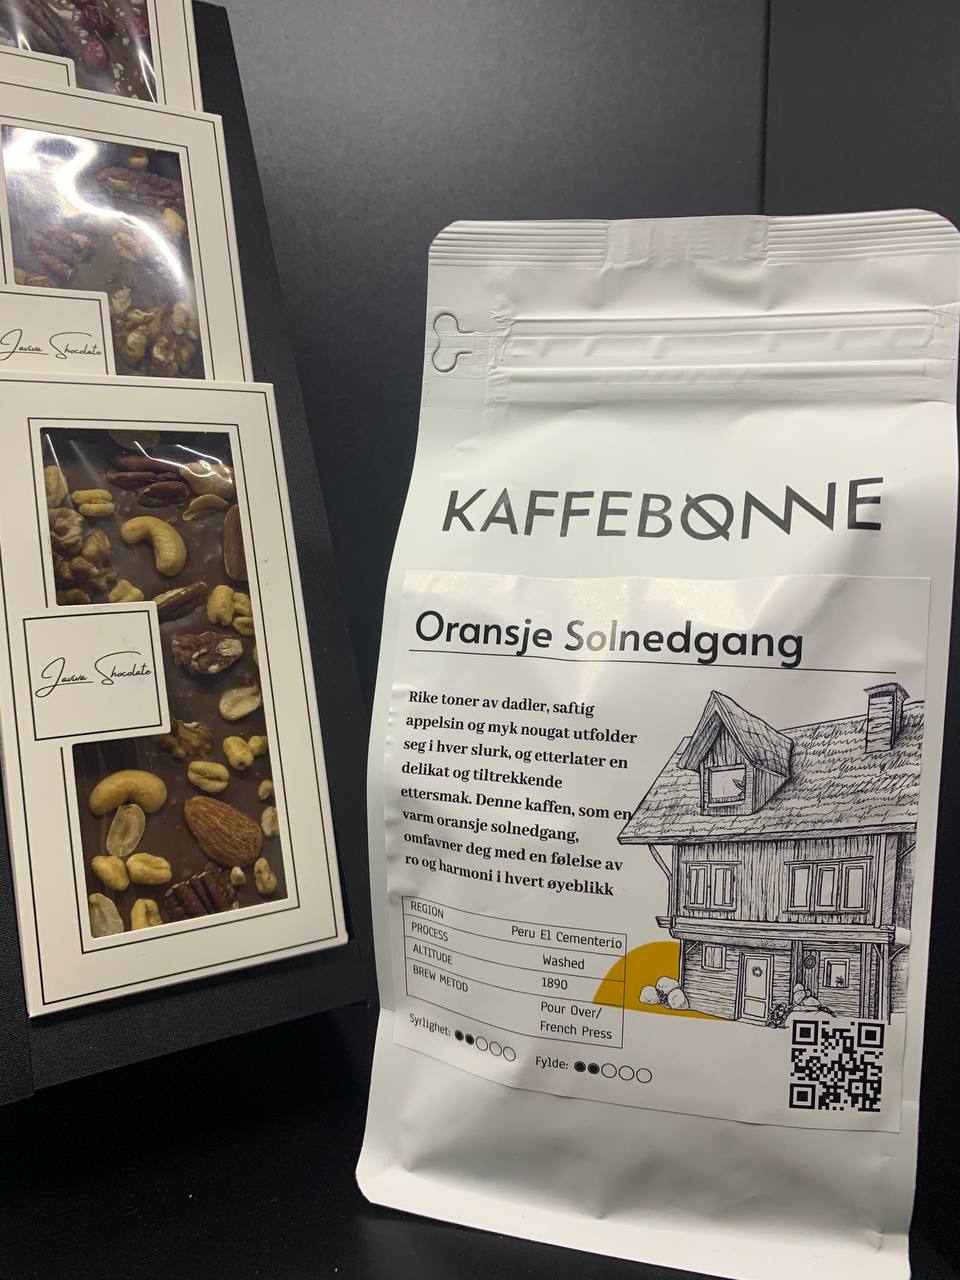 Javiva Shocolate
Javiva Shocolate
KAFFEBØNNE
Oransje Solnedgang
Rike toner av dadler, saftig
appelsin og myk nougat utfolder
seg i hver slurk, og etterlater en
delikat og tiltrekkende
ettersmak. Denne kaffen, som en
varm oransje solnedgang,
omfavner deg med en følelse av
ro og harmoni i hvert øyeblikk
REGION Peru El Cementerio
PROCESS Washed
ALTITUDE 1890
BREW METOD Pour Over/
French Press
Syrlighet:
Fylde: